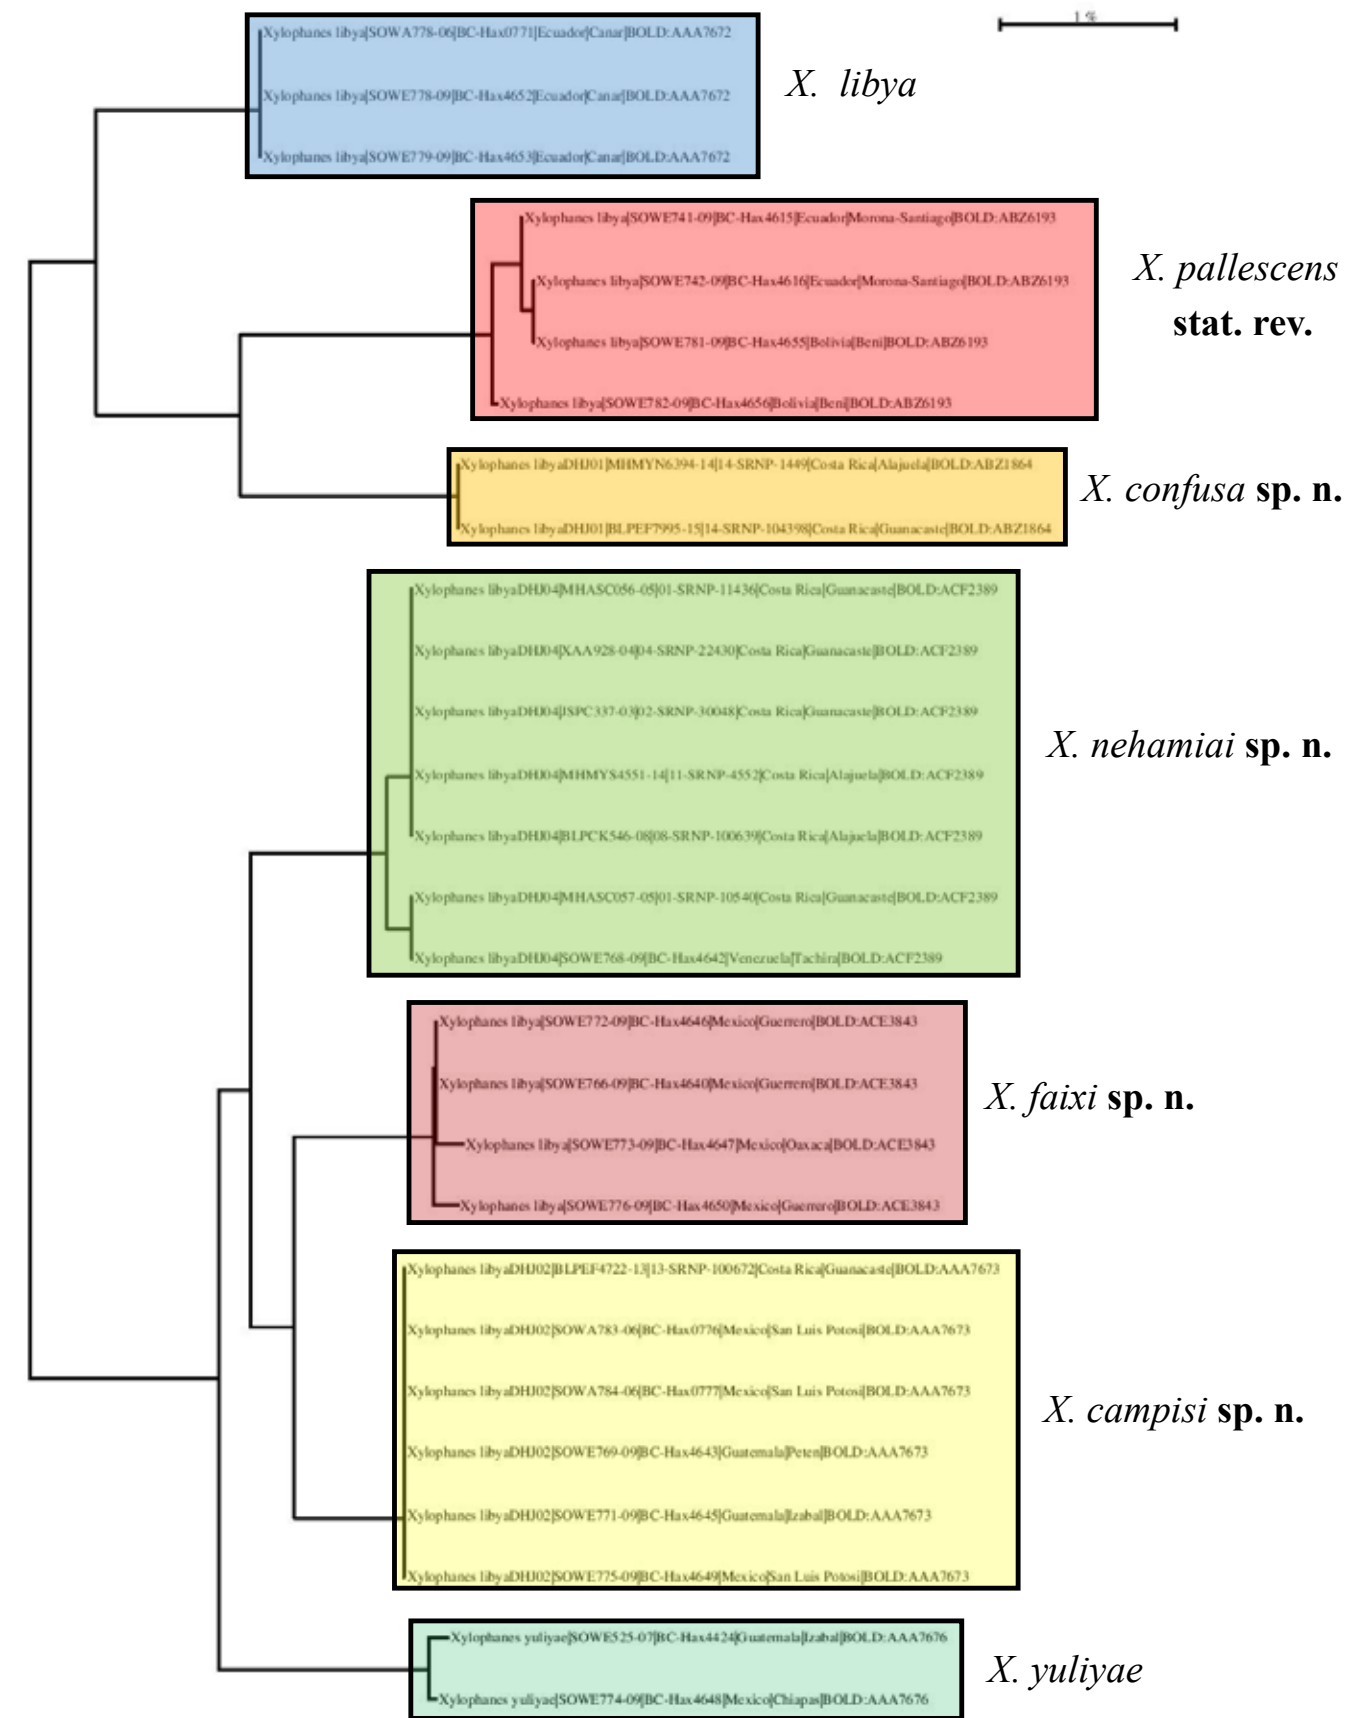 1 %
Xylophanes libya|SOWA778-06|BC-Hax0771|Ecuador|Canar|BOLD:AAA7672
Xylophanes libya|SOWE778-09|BC-Hax4652|Ecuador|Canar|BOLD:AAA7672
Xylophanes libya|SOWE779-09|BC-Hax4653|Ecuador|Canar|BOLD:AAA7672
X. libya
Xylophanes libya|SOWE741-09|BC-Hax4615|Ecuador|Morona-Santiago|BOLD:ABZ6193
Xylophanes libya|SOWE742-09|BC-Hax4616|Ecuador|Morona-Santiago|BOLD:ABZ6193
Xylophanes libya|SOWE781-09|BC-Hax4655|Bolivia|Beni|BOLD:ABZ6193
Xylophanes libya|SOWE782-09|BC-Hax4656|Bolivia|Beni|BOLD:ABZ6193
X. pallescens
stat. rev.
Xylophanes libyaDHJ01|MHMYN6394-14|14-SRNP-1449|Costa Rica|Alajuela|BOLD:ABZ1864
Xylophanes libyaDHJ01|BLPEF7995-15|14-SRNP-104398|Costa Rica|Guanacaste|BOLD:ABZ1864
X. confusa sp. n.
Xylophanes libyaDHJ04|MHASC056-05|01-SRNP-11436|Costa Rica|Guanacaste|BOLD:ACF2389
Xylophanes libyaDHJ04|XAA928-04|04-SRNP-22430|Costa Rica|Guanacaste|BOLD:ACF2389
Xylophanes libyaDHJ04|JSPC337-03|02-SRNP-30048|Costa Rica|Guanacaste|BOLD:ACF2389
Xylophanes libyaDHJ04|MHMYS4551-14|11-SRNP-4552|Costa Rica|Alajuela|BOLD:ACF2389
Xylophanes libyaDHJ04|BLPCK546-08|08-SRNP-100639|Costa Rica|Alajuela|BOLD:ACF2389
Xylophanes libyaDHJ04|MHASC057-05|01-SRNP-10540|Costa Rica|Guanacaste|BOLD:ACF2389
Xylophanes libyaDHJ04|SOWE768-09|BC-Hax4642|Venezuela|Tachira|BOLD:ACF2389
X. nehamiai sp. n.
Xylophanes libya|SOWE772-09|BC-Hax4646|Mexico|Guerrero|BOLD:ACE3843
Xylophanes libya|SOWE766-09|BC-Hax4640|Mexico|Guerrero|BOLD:ACE3843
Xylophanes libya|SOWE773-09|BC-Hax4647|Mexico|Oaxaca|BOLD:ACE3843
Xylophanes libya|SOWE776-09|BC-Hax4650|Mexico|Guerrero|BOLD:ACE3843
X. faixi sp. n.
Xylophanes libyaDHJ02|BLPEF4722-13|13-SRNP-100672|Costa Rica|Guanacaste|BOLD:AAA7673
Xylophanes libyaDHJ02|SOWA783-06|BC-Hax0776|Mexico|San Luis Potosi|BOLD:AAA7673
Xylophanes libyaDHJ02|SOWA784-06|BC-Hax0777|Mexico|San Luis Potosi|BOLD:AAA7673
Xylophanes libyaDHJ02|SOWE769-09|BC-Hax4643|Guatemala|Peten|BOLD:AAA7673
Xylophanes libyaDHJ02|SOWE771-09|BC-Hax4645|Guatemala|Izabal|BOLD:AAA7673
Xylophanes libyaDHJ02|SOWE775-09|BC-Hax4649|Mexico|San Luis Potosi|BOLD:AAA7673
X. campisi sp. n.
Xylophanes yuliyae|SOWE525-07|BC-Hax4424|Guatemala|Izabal|BOLD:AAA7676
Xylophanes yuliyae|SOWE774-09|BC-Hax4648|Mexico|Chiapas|BOLD:AAA7676
X. yuliyae